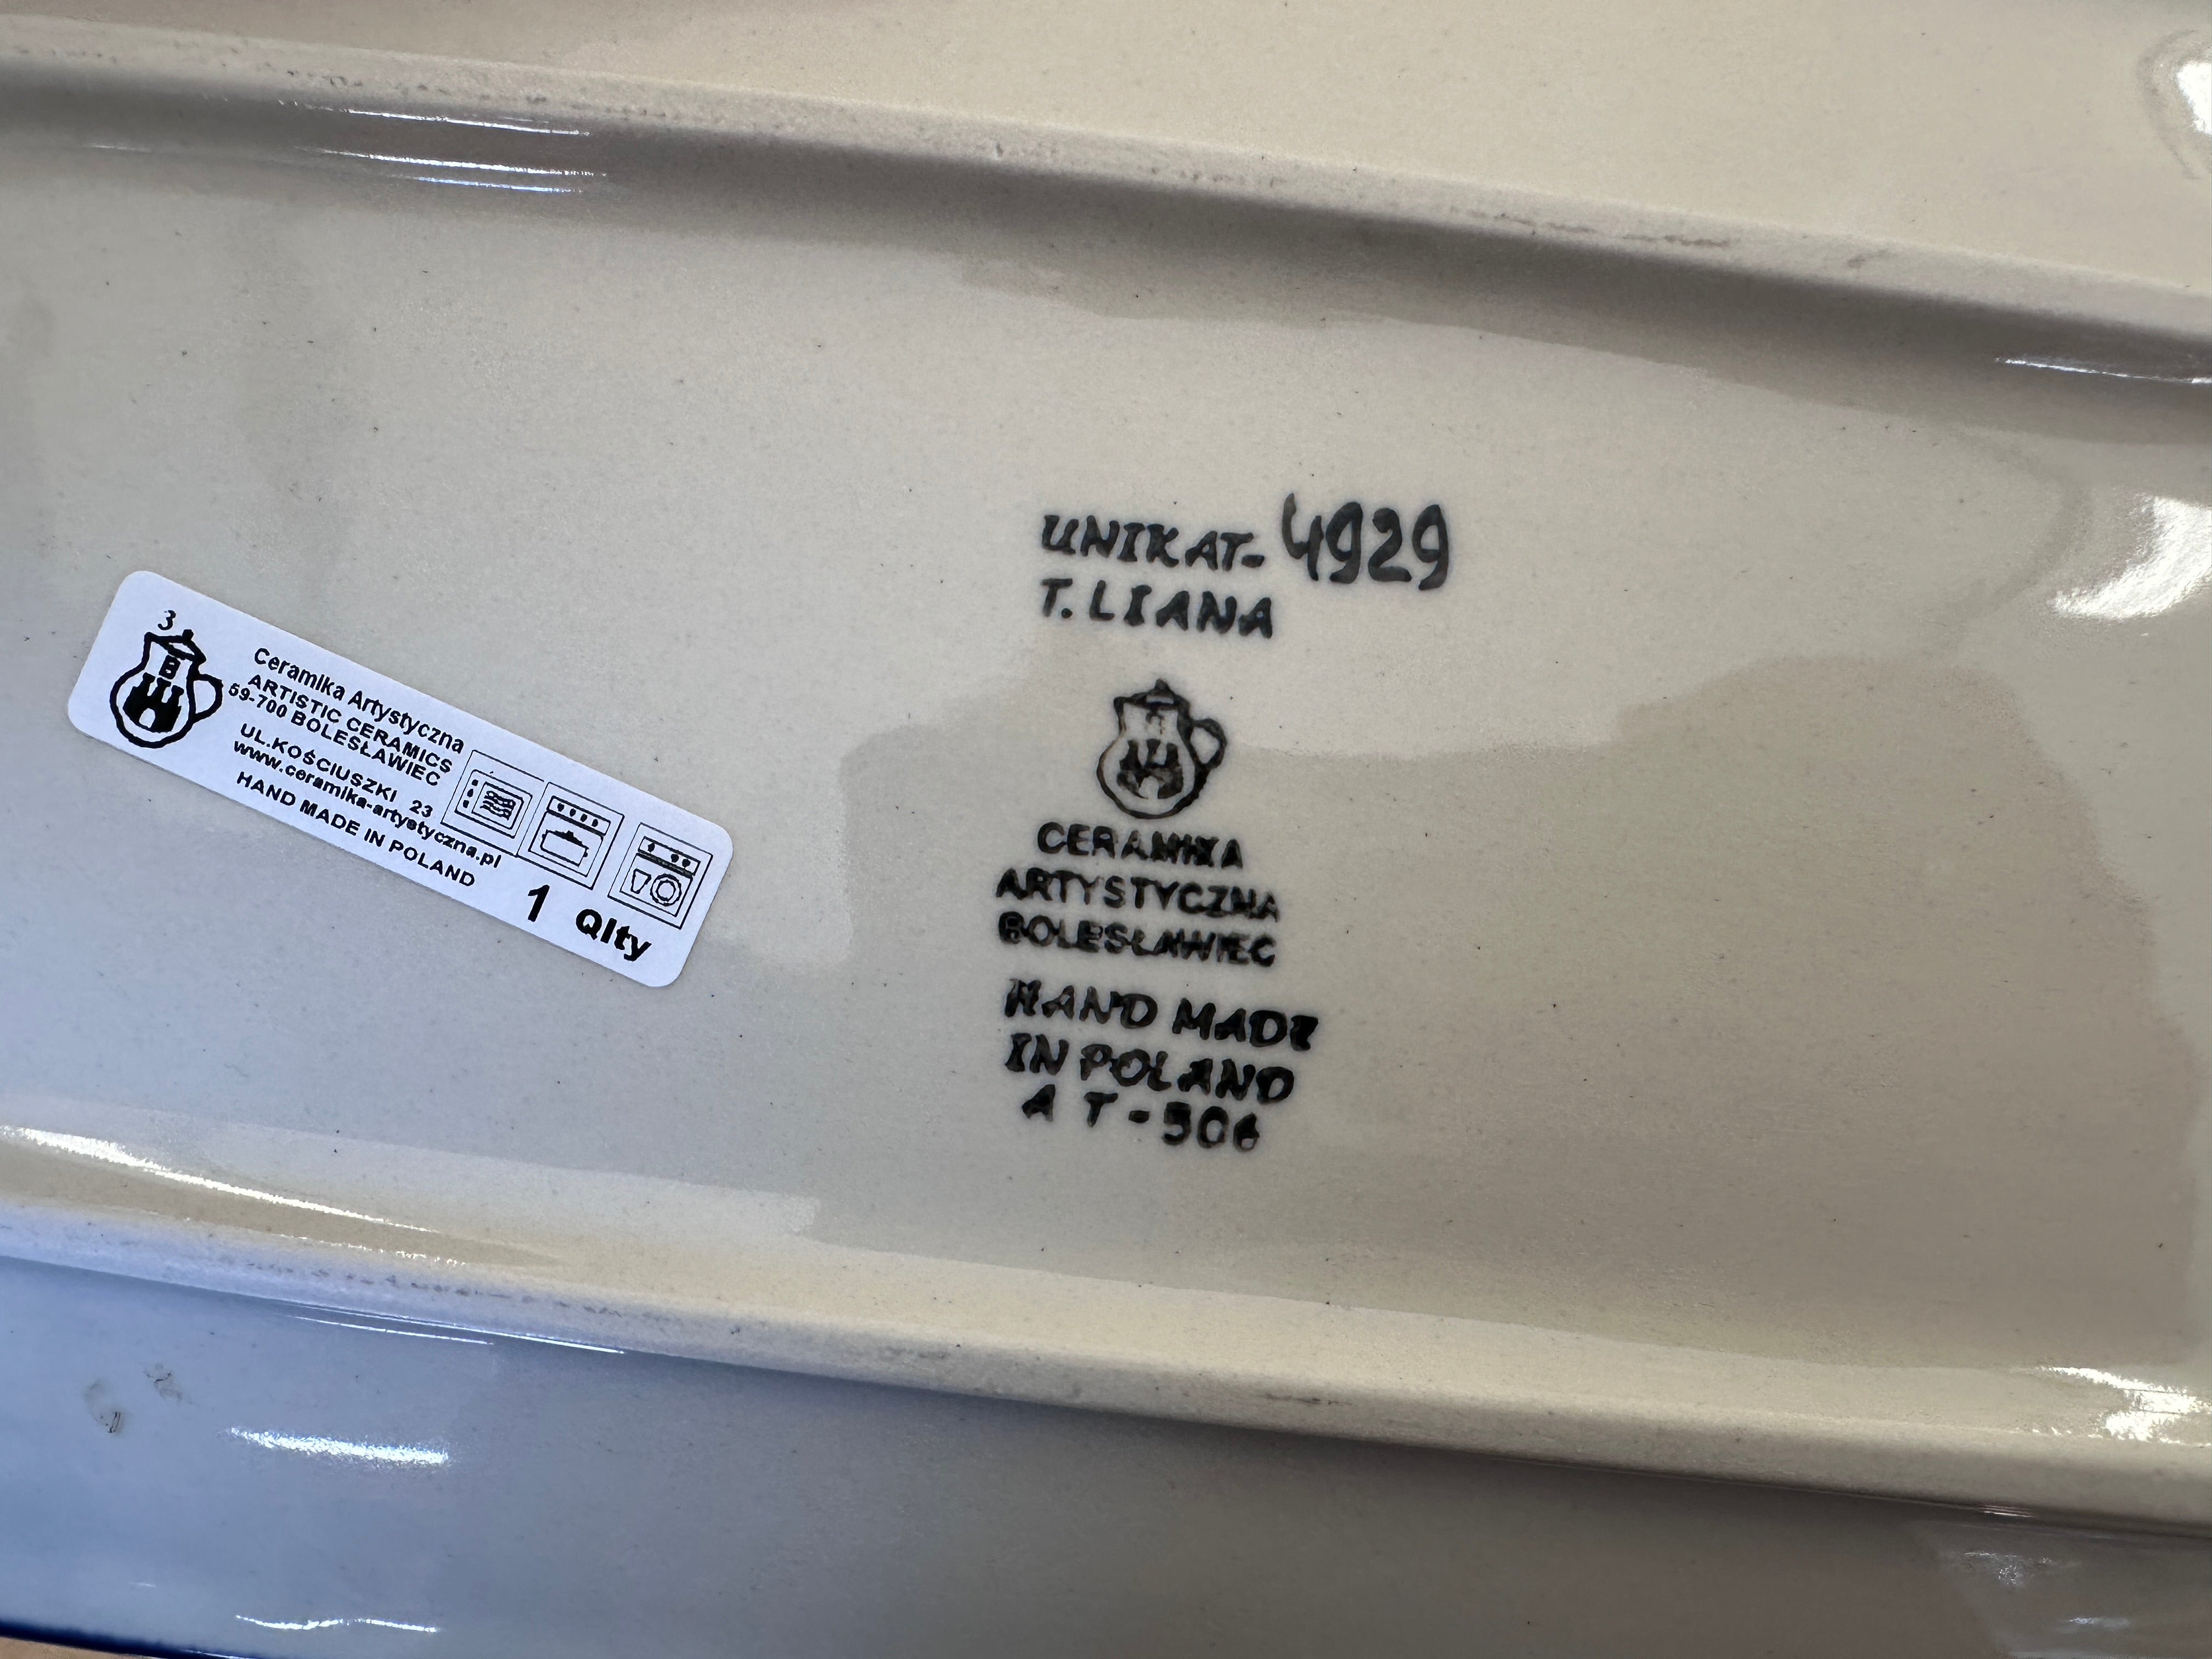 UNIKAT- 4929
T. LIANA
CERAMIKA
ARTYSTYCZNA
BOLESŁAWIEC
HAND MADE
IN POLAND
A T - 506
3
B
Ceramika Artystyczna
ARTISTIC CERAMICS
59-700 BOLESŁAWIEC
UL.KOŚCIUSZKI 23
www.ceramika-artystyczna.pl
HAND MADE IN POLAND
1 Qlty